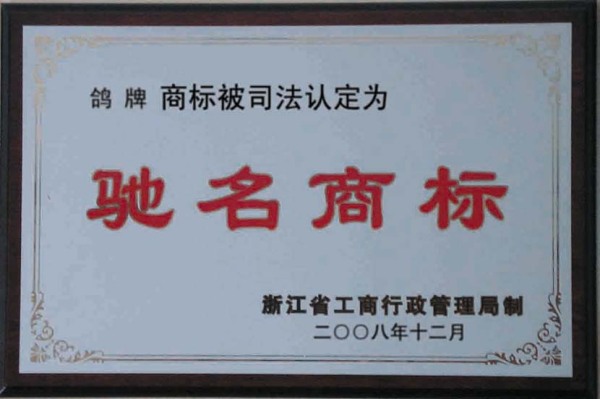 鸽牌 商标被司法认定为
驰名商标
浙江省工商行政管理局制
二〇〇八年十二月